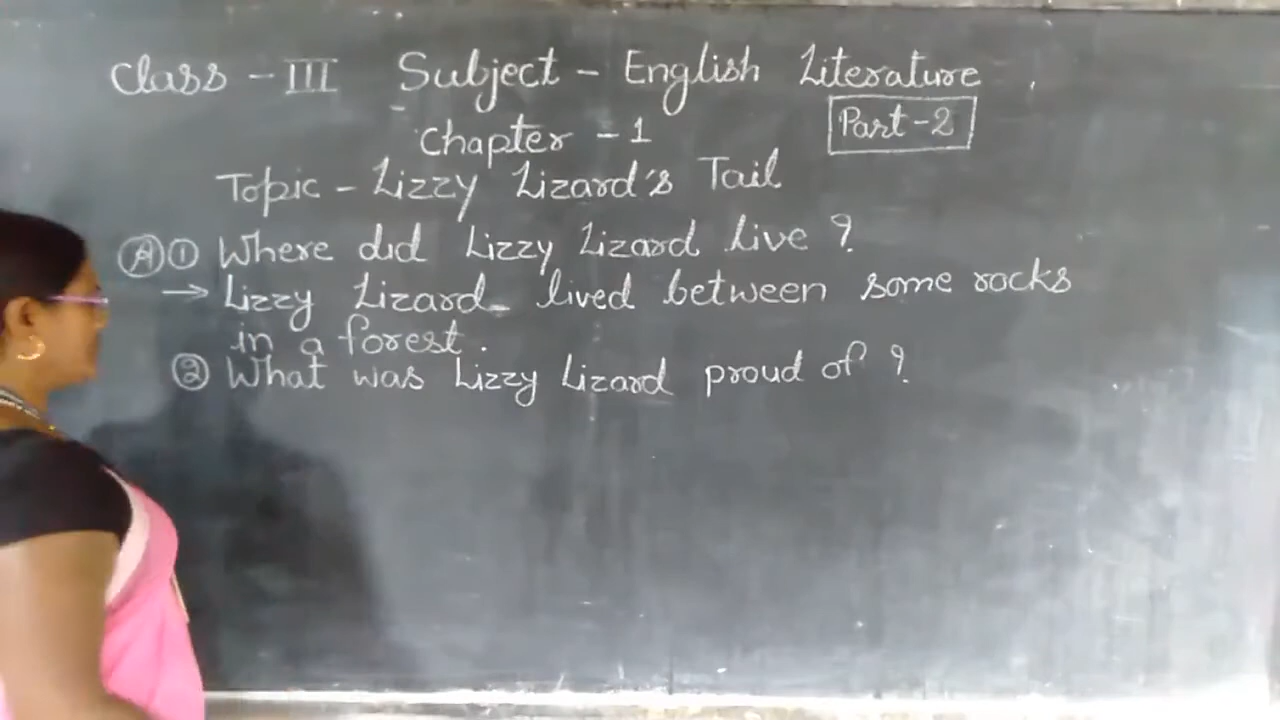 Class - III Subject - English Literature
Chapter - 1 Part-2
Topic - Lizzy Lizard's Tail
A 1 Where did Lizzy Lizard live ?
→ Lizzy Lizard lived between some rocks
in a forest.
2 What was Lizzy Lizard proud of ?